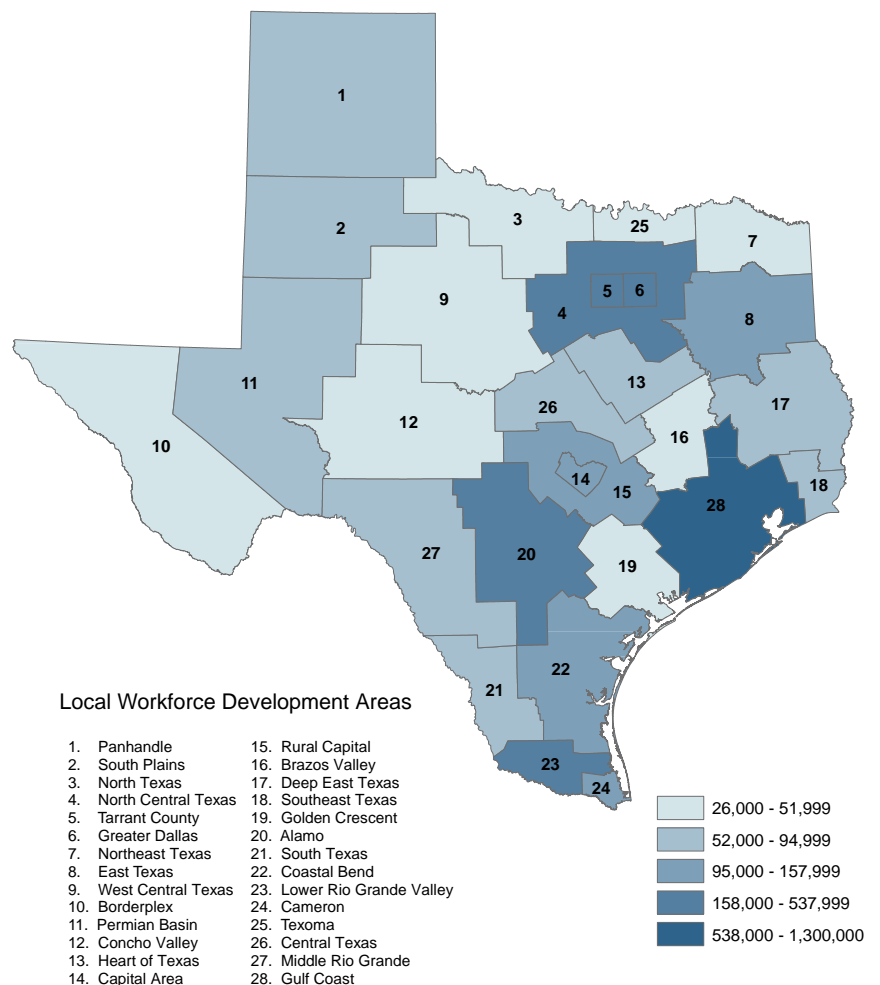 1
2
3
25
7
5
6
4
9
8
11
13
26
17
12
16
10
14
15
18
28
20
27
19
22
21
23
24
Local Workforce Development Areas
1. Panhandle
2. South Plains
3. North Texas
4. North Central Texas
5. Tarrant County
6. Greater Dallas
7. Northeast Texas
8. East Texas
9. West Central Texas
10. Borderplex
11. Permian Basin
12. Concho Valley
13. Heart of Texas
14. Capital Area
15. Rural Capital
16. Brazos Valley
17. Deep East Texas
18. Southeast Texas
19. Golden Crescent
20. Alamo
21. South Texas
22. Coastal Bend
23. Lower Rio Grande Valley
24. Cameron
25. Texoma
26. Central Texas
27. Middle Rio Grande
28. Gulf Coast
26,000 - 51,999
52,000 - 94,999
95,000 - 157,999
158,000 - 537,999
538,000 - 1,300,000